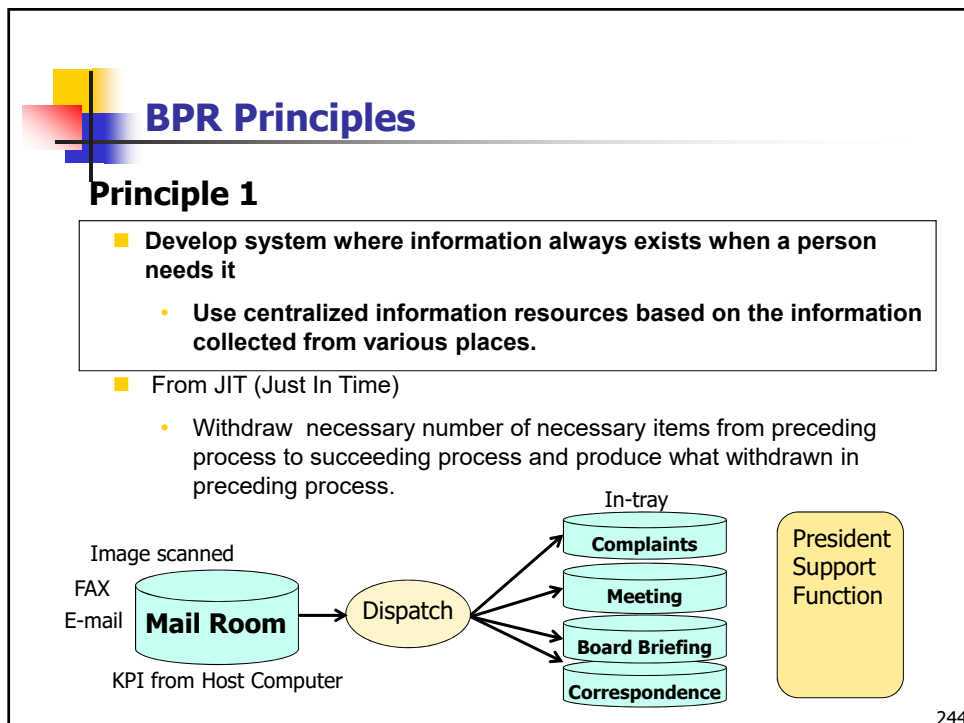 BPR Principles
Principle 1
Develop system where information always exists when a person
needs it
Use centralized information resources based on the information
collected from various places.
From JIT (Just In Time)
Withdraw necessary number of necessary items from preceding
process to succeeding process and produce what withdrawn in
preceding process.
In-tray
Image scanned
FAX
E-mail
Mail Room
KPI from Host Computer
Dispatch
Complaints
Meeting
Board Briefing
Correspondence
President
Support
Function
244